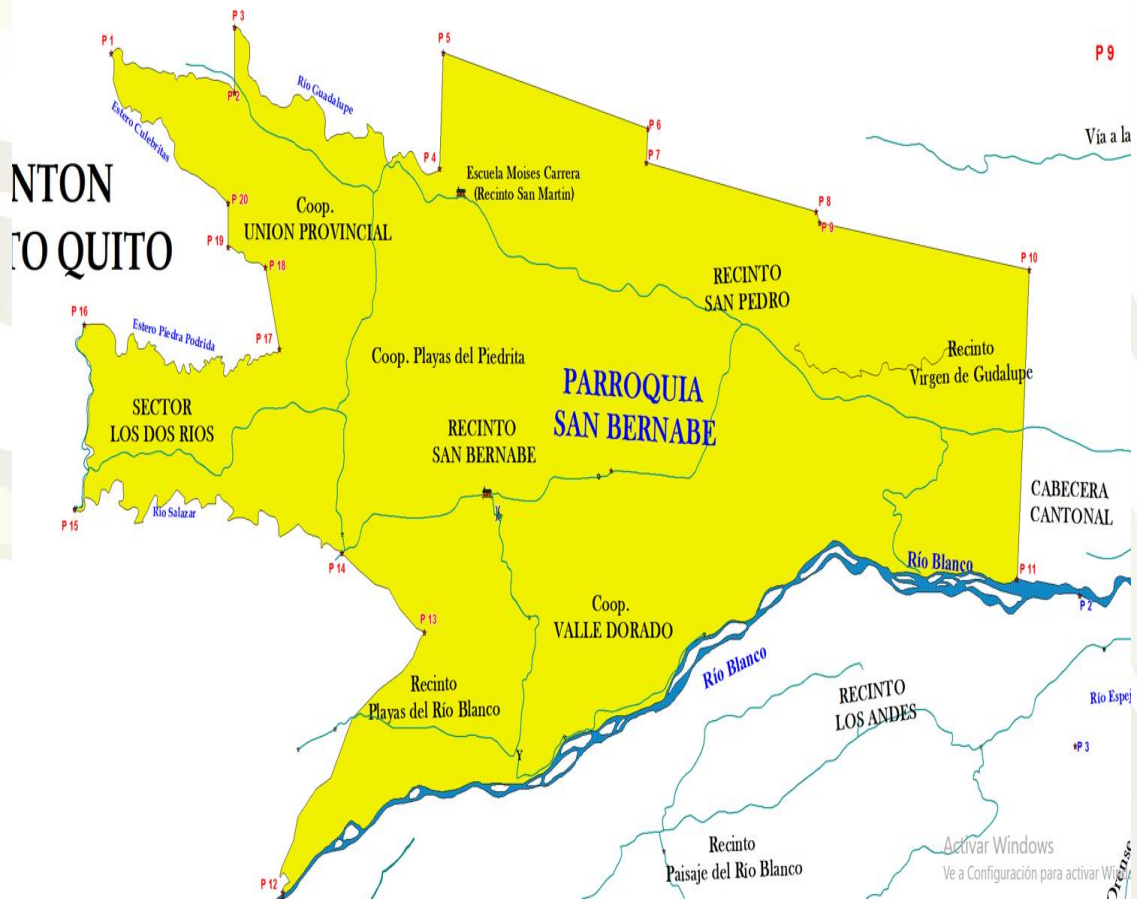 P 3
P 1
P 5
P 9
P 2
Río Guadalupe
Estero Culebritas
P 6
Vía a la
P 7
P 4
Escuela Moises Carrera
(Recinto San Martin)
NTON
TO QUITO
P 20
Coop.
UNION PROVINCIAL
P 8
P 9
P 19
P 18
P 10
RECINTO
SAN PEDRO
P 16
Estero Piedra Podrida
P 17
Coop. Playas del Piedrita
Recinto
Virgen de Gudalupe
PARROQUIA
SAN BERNABE
SECTOR
LOS DOS RIOS
RECINTO
SAN BERNABE
CABECERA
CANTONAL
P 15
Río Salazar
P 14
Río Blanco
P 11
P 2
P 13
Coop.
VALLE DORADO
Río Blanco
Recinto
Playas del Río Blanco
RECINTO
LOS ANDES
Río Espej
Y
P 3
Recinto
Paisaje del Río Blanco
Activar Windows
Ve a Configuración para activar Wind
Orense
P 12